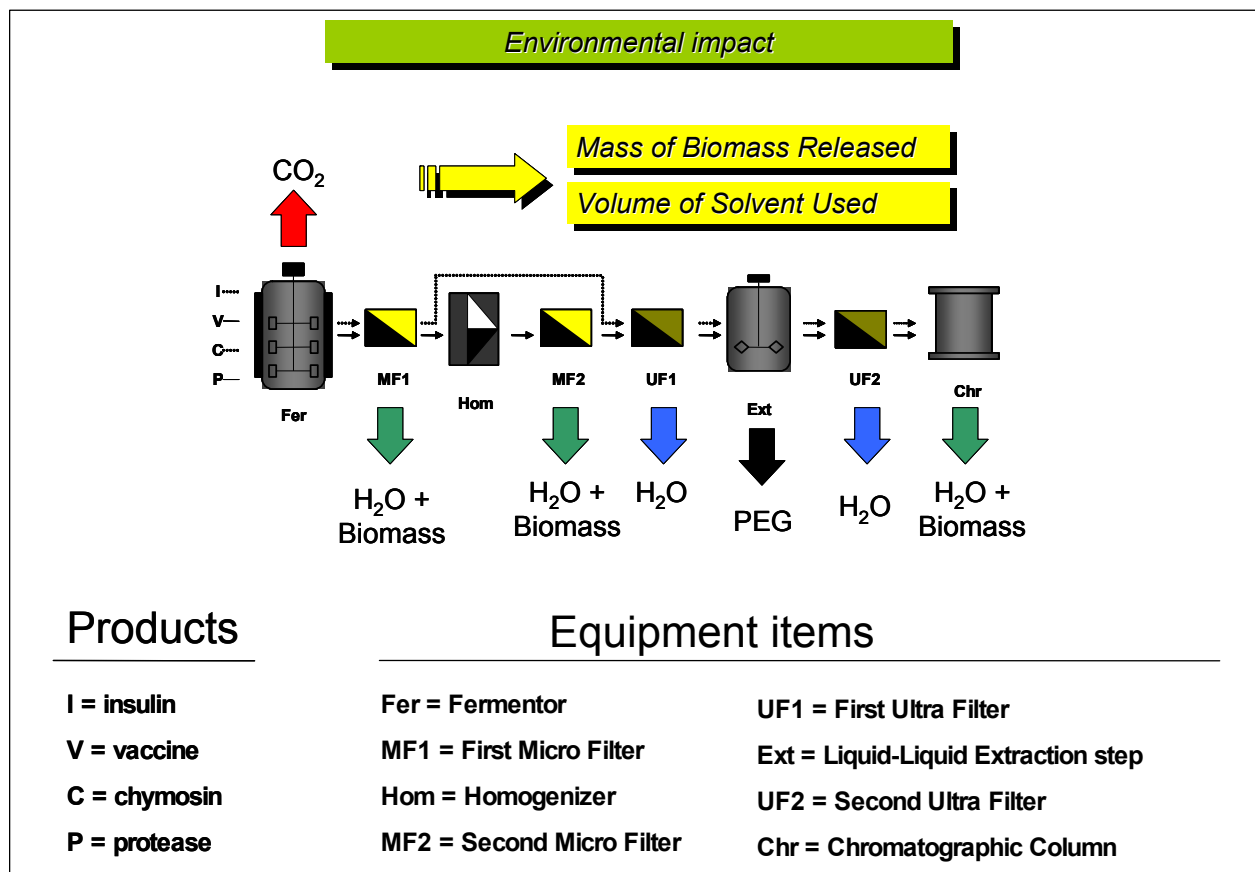 Environmental impact
Mass of Biomass Released
Volume of Solvent Used
CO₂
I
V
C
P
Fer
MF1
Hom
MF2
UF1
Ext
UF2
Chr
H₂O +
Biomass
H₂O +
Biomass
H₂O
PEG
H₂O
H₂O +
Biomass
Products
Equipment items
I = insulin
V = vaccine
C = chymosin
P = protease
Fer = Fermentor
MF1 = First Micro Filter
Hom = Homogenizer
MF2 = Second Micro Filter
UF1 = First Ultra Filter
Ext = Liquid-Liquid Extraction step
UF2 = Second Ultra Filter
Chr = Chromatographic Column